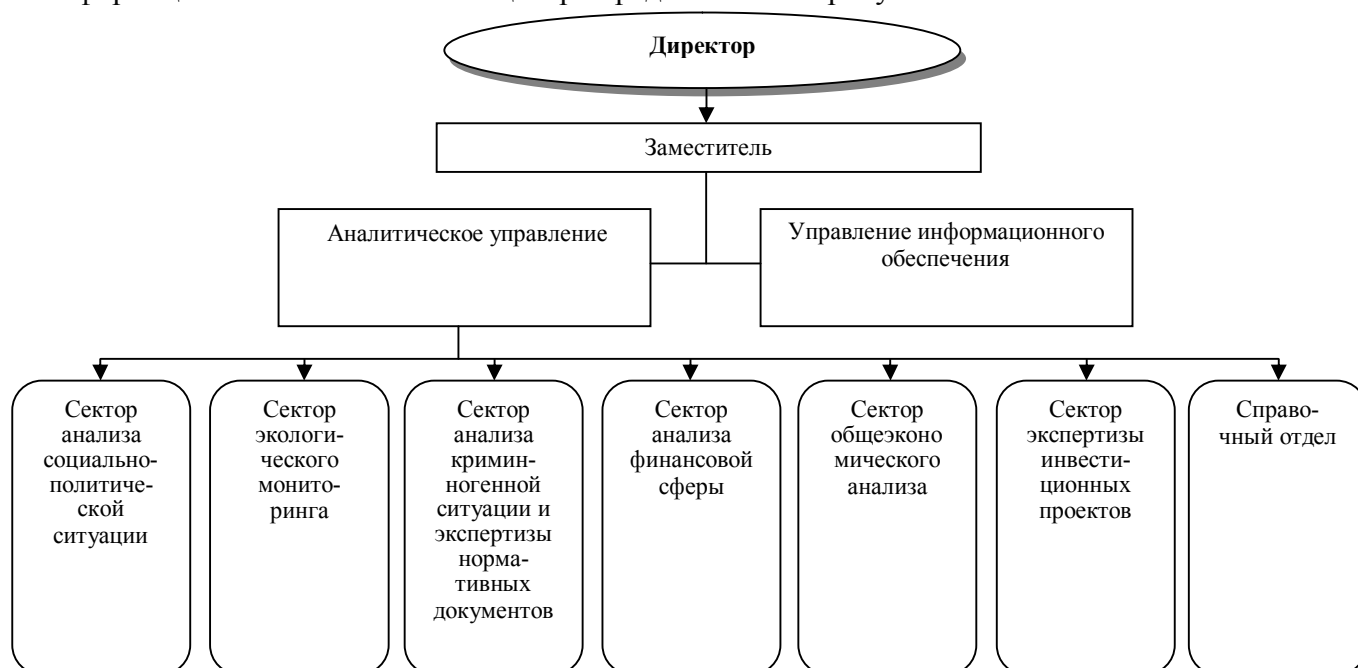 Директор
Заместитель
Аналитическое управление
Управление информационного
обеспечения
Сектор
анализа
социально-
политиче-
ской
ситуации
Сектор
экологи-
ческого
монито-
ринга
Сектор
анализа
криммин-
ногенной
ситуации и
экспертизы
норма-
тивных
документов
Сектор
анализа
финансовой
сферы
Сектор
общеэконо
мического
анализа
Сектор
экспертизы
инвести-
ционных
проектов
Справо-
чный отдел